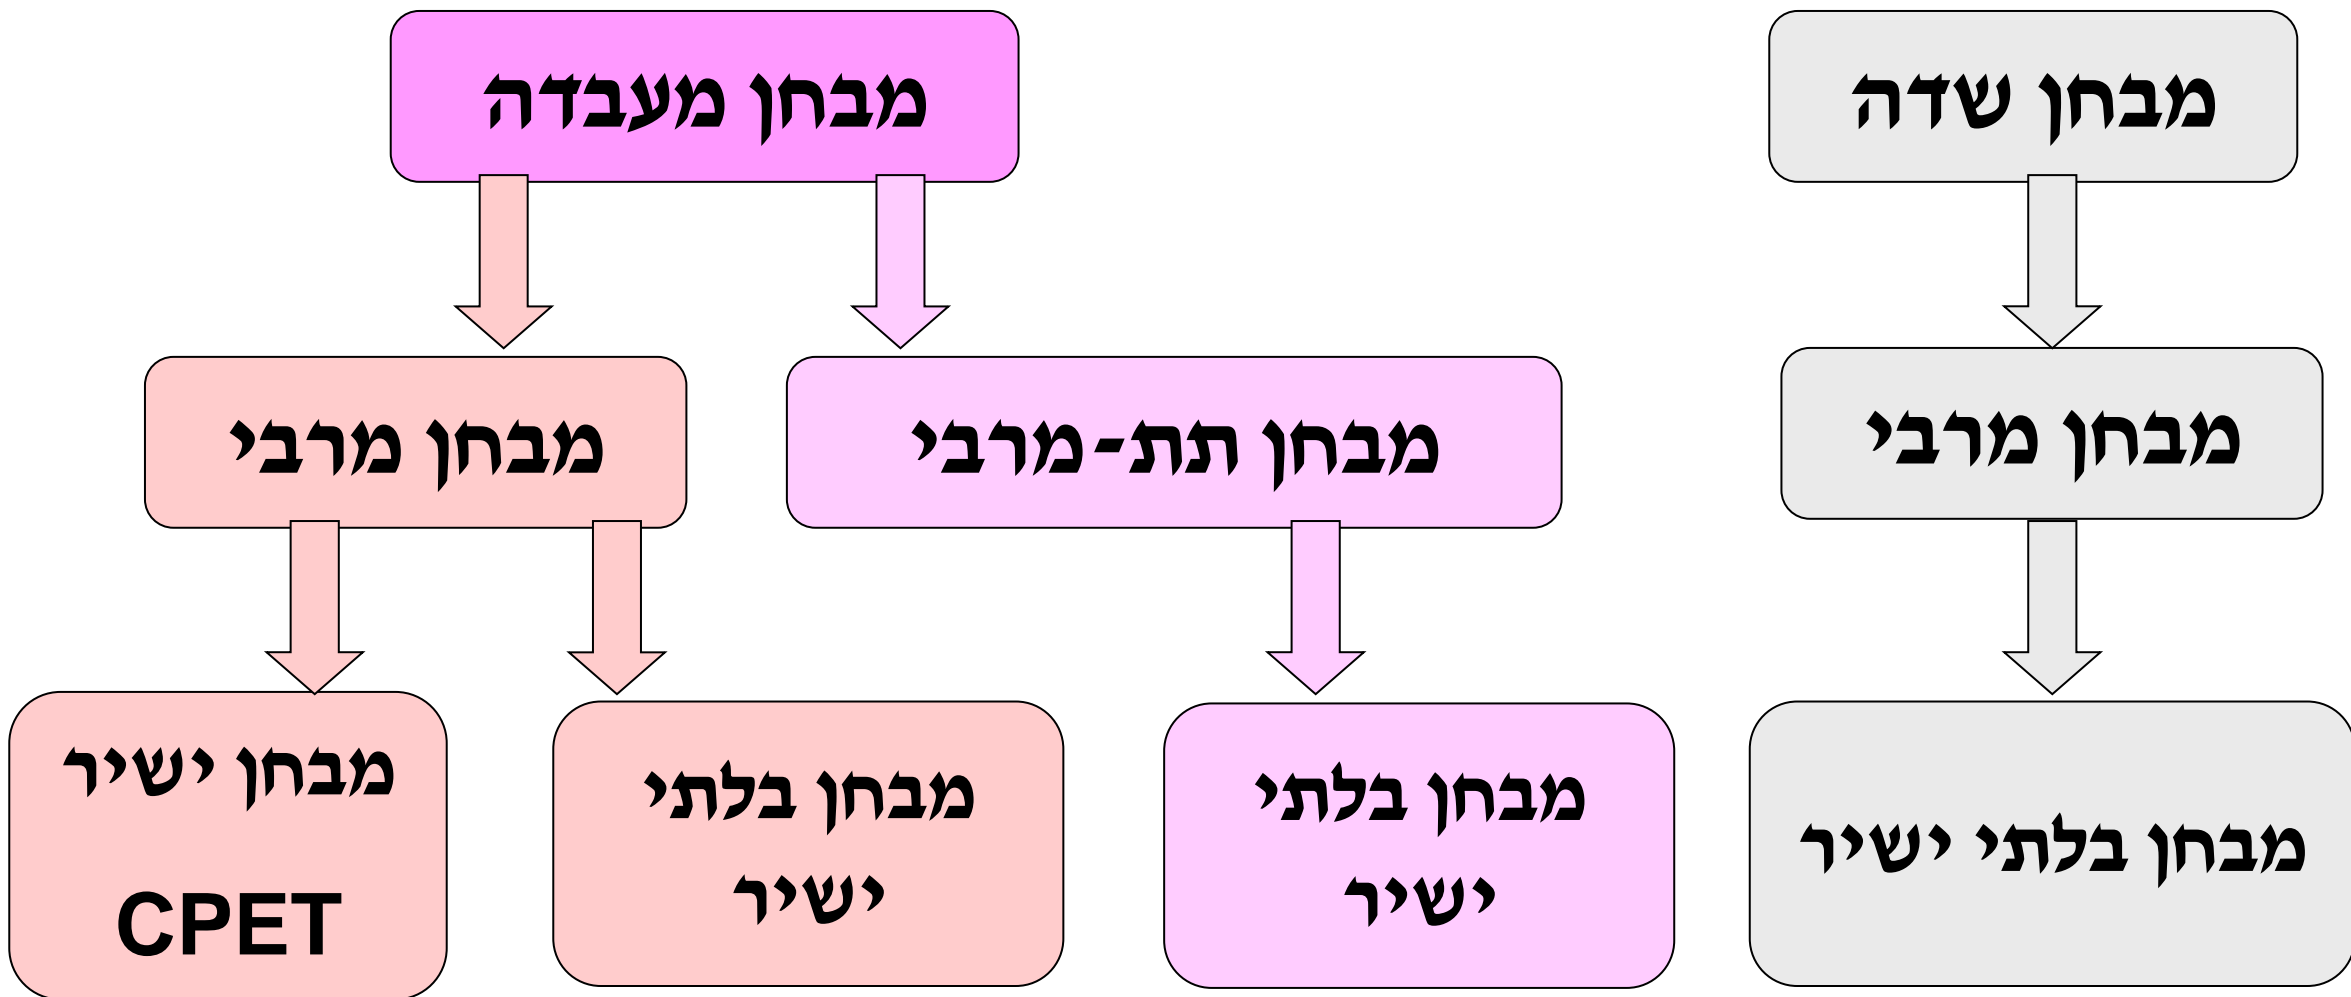 מבחן שדה
מבחן מעבדה
מבחן מרבי
מבחן תת-מרבי
מבחן מרבי
מבחן בלתי ישיר
מבחן בלתי
ישיר
מבחן בלתי
ישיר
מבחן ישיר
CPET